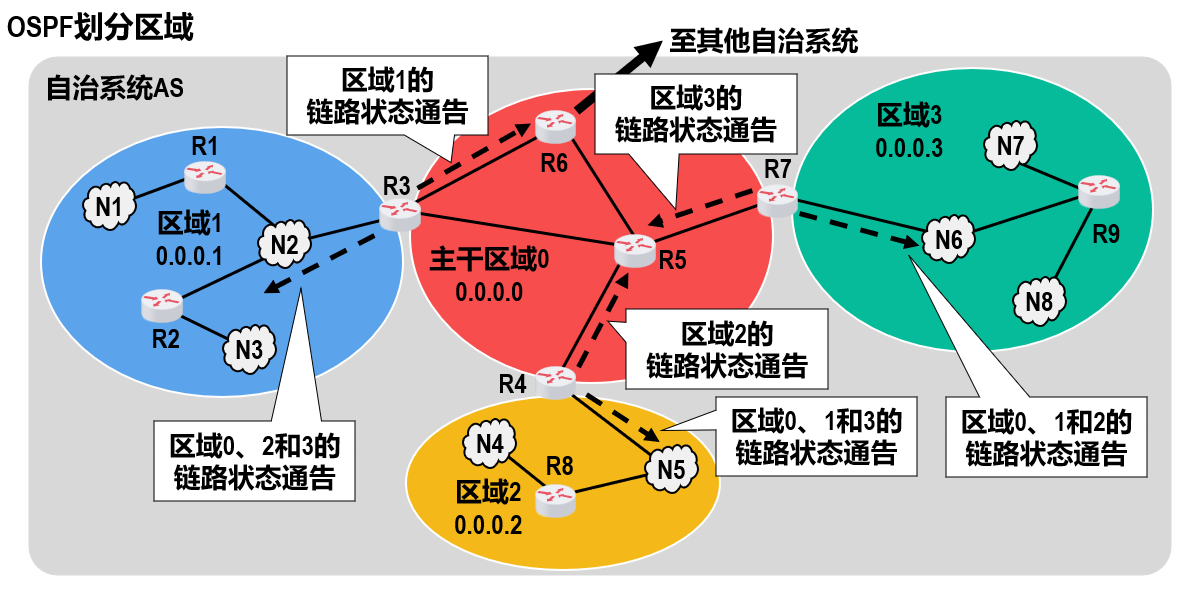 OSPF划分区域
至其他自治系统
自治系统AS
区域1的
链路状态通告
区域3的
链路状态通告
区域3
0.0.0.3
N7
R1
R6
R7
R3
N1
区域1
0.0.0.1
N2
主干区域0
0.0.0.0
R5
N6
R9
N8
R2
N3
区域2的
链路状态通告
R4
区域0、2和3的
链路状态通告
区域0、1和3的
链路状态通告
区域0、1和2的
链路状态通告
N4
R8
N5
区域2
0.0.0.2